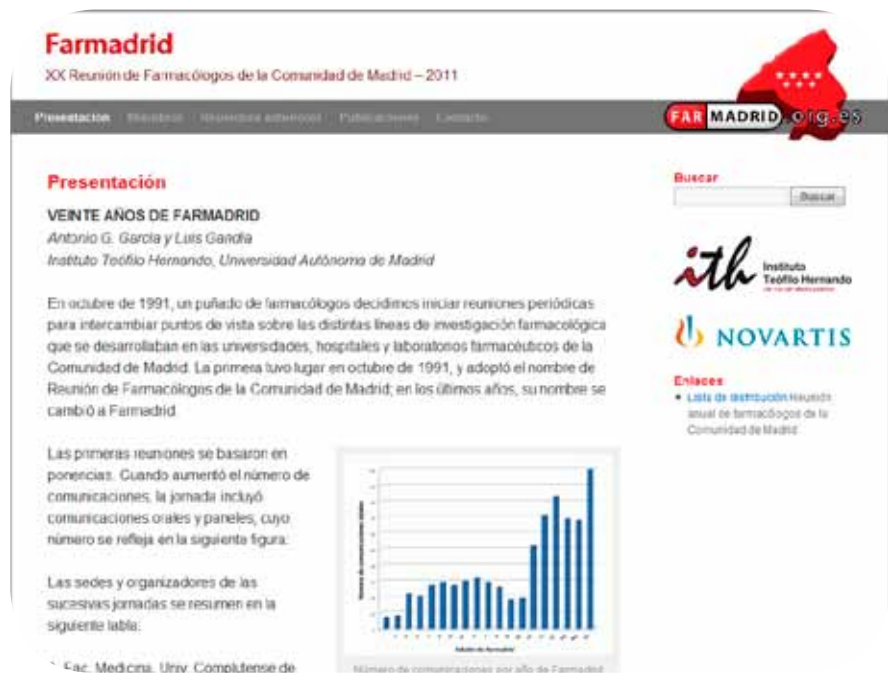 Farmadrid
XX Reunión de Farmacólogos de la Comunidad de Madrid – 2011
Presentación Miembros Reuniones anteriores Publicaciones Contacto
FAR MADRID .org.es
Presentación
VEINTE AÑOS DE FARMADRID
Antonio G. García y Luis Gandía
Instituto Teófilo Hernando, Universidad Autónoma de Madrid
En octubre de 1991, un puñado de farmacólogos decidimos iniciar reuniones periódicas
para intercambiar puntos de vista sobre las distintas líneas de investigación farmacológica
que se desarrollaban en las universidades, hospitales y laboratorios farmacéuticos de la
Comunidad de Madrid. La primera tuvo lugar en octubre de 1991, y adoptó el nombre de
Reunión de Farmacólogos de la Comunidad de Madrid; en los últimos años, su nombre se
cambió a Farmadrid
Las primeras reuniones se basaron en
ponencias. Cuando aumentó el número de
comunicaciones, la jornada incluyó
comunicaciones orales y paneles, cuyo
número se refleja en la siguiente figura:
Las sedes y organizadores de las
sucesivas jornadas se resumen en la
siguiente tabla:
Fac. Medicina. Univ. Complutense de
Número de comunicaciones por año de Farmadrid
Buscar
Buscar
ith Instituto
Teófilo Hernando
NOVARTIS
Enlaces
Lista de distribución Reunión
anual de farmacólogos de la
Comunidad de Madrid